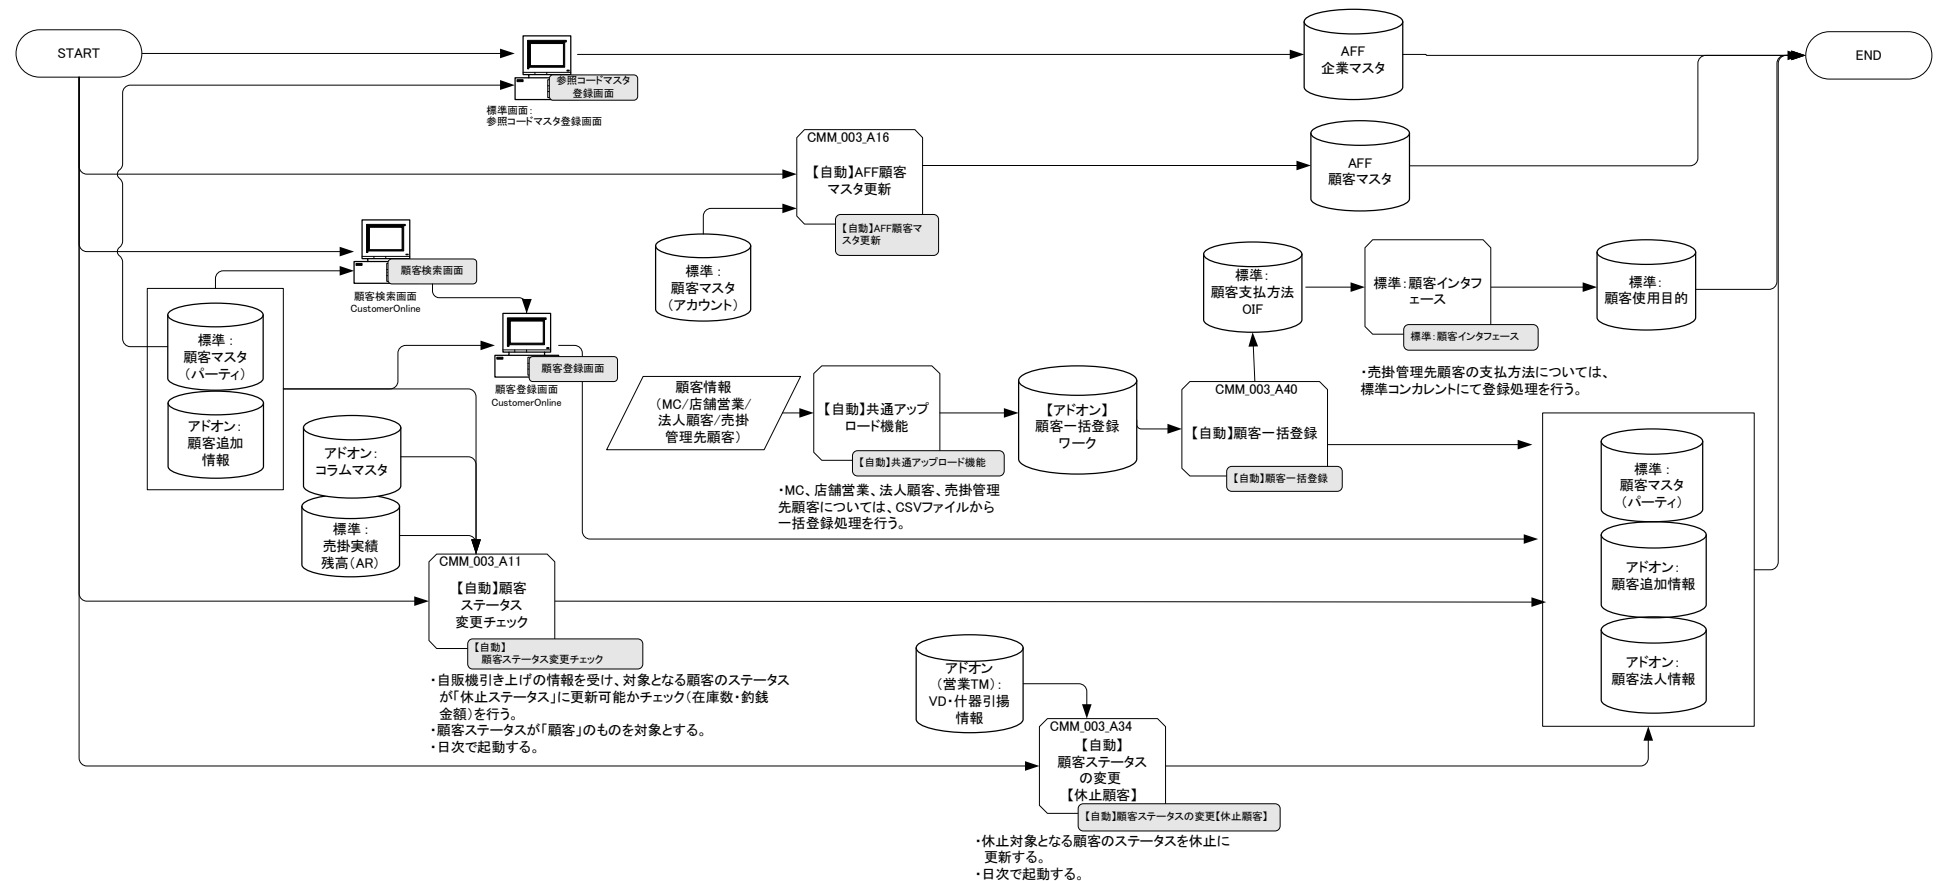 START
参照コードマスタ
登録画面
標準画面:
参照コードマスタ登録画面
AFF
企業マスタ
END
CMM_003_A16
【自動】AFF顧客
マスタ更新
【自動】AFF顧客マ
スタ更新
AFF
顧客マスタ
標準:
顧客マスタ
(アカウント)
顧客検索画面
顧客検索画面
CustomerOnline
標準:
顧客マスタ
(パーティ)
アドオン:
顧客追加
情報
顧客登録画面
顧客登録画面
CustomerOnline
標準:
顧客支払方法
OIF
標準:顧客インタフ
ェース
標準:顧客インタフェース
標準:
顧客使用目的
・売掛管理先顧客の支払方法については、
標準コンカレントにて登録処理を行う。
顧客情報
(MC/店舗営業/
法人顧客/売掛
管理先顧客)
【自動】共通アップ
ロード機能
【自動】共通アップロード機能
・MC、店舗営業、法人顧客、売掛管理
先顧客については、CSVファイルから
一括登録処理を行う。
【アドオン】
顧客一括登録
ワーク
CMM_003_A40
【自動】顧客一括登録
【自動】顧客一括登録
アドオン:
コラムマスタ
標準:
売掛実績
残高(AR)
CMM_003_A11
【自動】顧客
ステータス
変更チェック
【自動】
顧客ステータス変更チェック
・自販機引き上げの情報を受け、対象となる顧客のステータス
が「休止ステータス」に更新可能かチェック(在庫数・釣銭
金額)を行う。
・顧客ステータスが「顧客」のものを対象とする。
・日次で起動する。
アドオン
(営業TM):
VD・什器引揚
情報
CMM_003_A34
【自動】
顧客ステータス
の変更
【休止顧客】
【自動】顧客ステータスの変更【休止顧客】
・休止対象となる顧客のステータスを休止に
更新する。
・日次で起動する。
標準:
顧客マスタ
(パーティ)
アドオン:
顧客追加情報
アドオン:
顧客法人情報